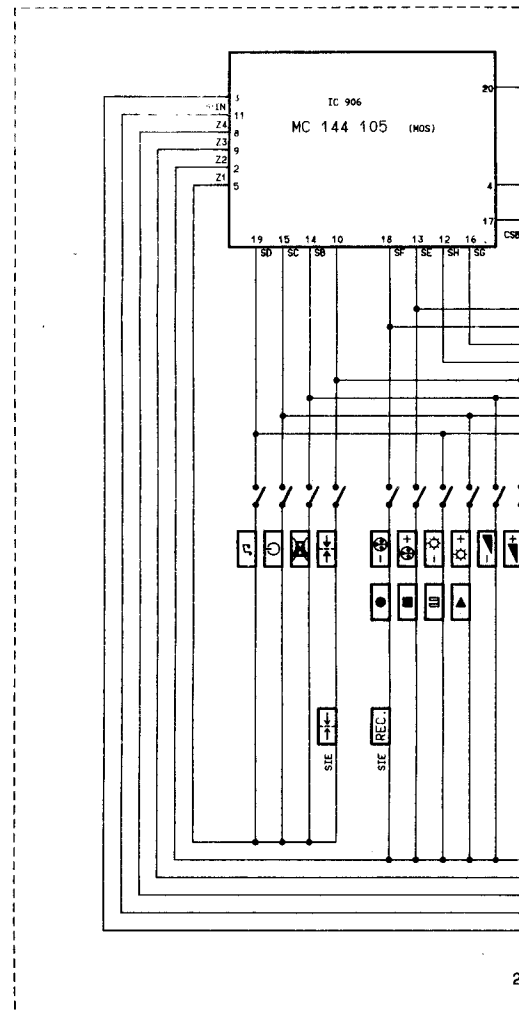 IC 906
MC 144 105 (MOS)
20
3
IN
11
Z4
8
Z3
9
Z2
2
Z1
5
4
17
CSB
19 15 14 10 18 13 12 16
SD SC SB SF SE SH SG
- + - + - +
REC.
SIE SIE
2